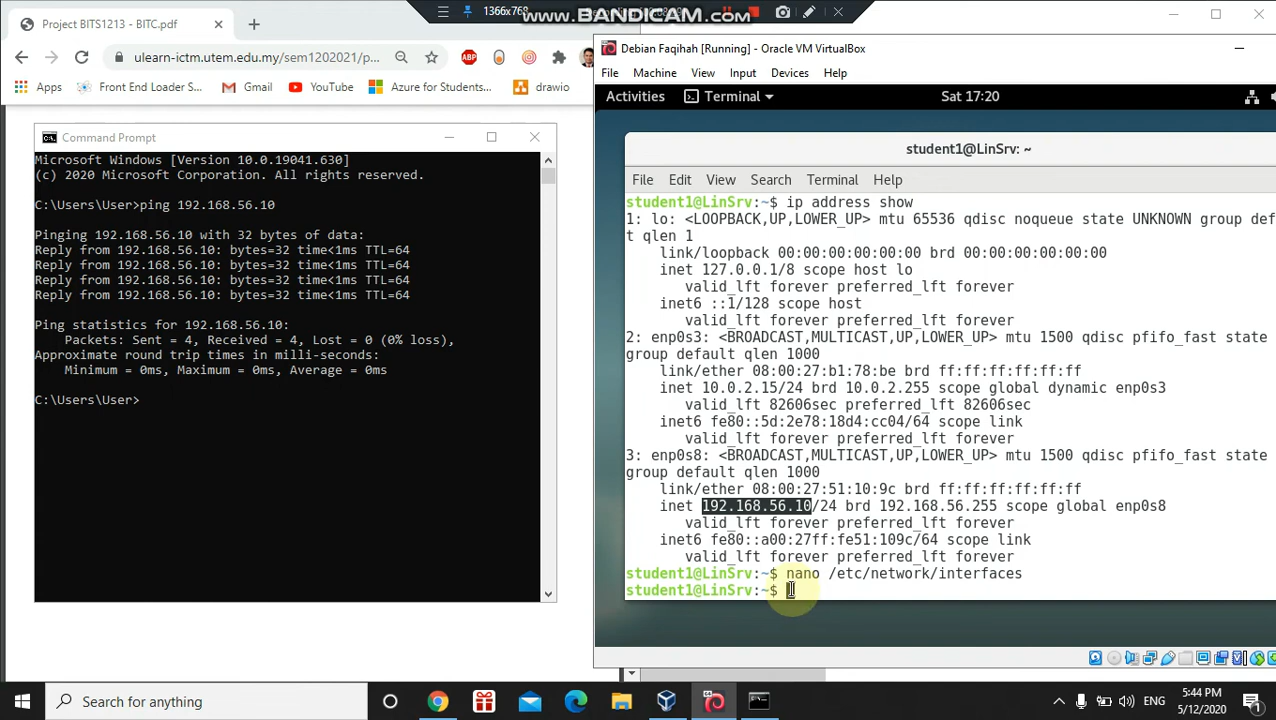 Project BITS1213 - BITC.pdf
1366x768
www.BANDICAM.com
ulearn-ictm.utem.edu.my/sem1202021/p...
ABP
Apps
Front End Loader S...
Gmail
YouTube
Azure for Students...
drawio
Command Prompt
Microsoft Windows [Version 10.0.19041.630]
(c) 2020 Microsoft Corporation. All rights reserved.
C:\Users\User>ping 192.168.56.10
Pinging 192.168.56.10 with 32 bytes of data:
Reply from 192.168.56.10: bytes=32 time<1ms TTL=64
Reply from 192.168.56.10: bytes=32 time<1ms TTL=64
Reply from 192.168.56.10: bytes=32 time<1ms TTL=64
Reply from 192.168.56.10: bytes=32 time<1ms TTL=64
Ping statistics for 192.168.56.10:
Packets: Sent = 4, Received = 4, Lost = 0 (0% loss),
Approximate round trip times in milli-seconds:
Minimum = 0ms, Maximum = 0ms, Average = 0ms
C:\Users\User>
Debian Faqihah [Running] - Oracle VM VirtualBox
File Machine View Input Devices Help
Activities Terminal Sat 17:20
student1@LinSrv: ~
File Edit View Search Terminal Help
student1@LinSrv:~$ ip address show
1: lo: <LOOPBACK,UP,LOWER_UP> mtu 65536 qdisc noqueue state UNKNOWN group def
t qlen 1
link/loopback 00:00:00:00:00:00 brd 00:00:00:00:00:00
inet 127.0.0.1/8 scope host lo
valid_lft forever preferred_lft forever
inet6 ::1/128 scope host
valid_lft forever preferred_lft forever
2: enp0s3: <BROADCAST,MULTICAST,UP,LOWER_UP> mtu 1500 qdisc pfifo_fast state
group default qlen 1000
link/ether 08:00:27:b1:78:be brd ff:ff:ff:ff:ff:ff
inet 10.0.2.15/24 brd 10.0.2.255 scope global dynamic enp0s3
valid_lft 82606sec preferred_lft 82606sec
inet6 fe80::5d:2e78:18d4:cc04/64 scope link
valid_lft forever preferred_lft forever
3: enp0s8: <BROADCAST,MULTICAST,UP,LOWER_UP> mtu 1500 qdisc pfifo_fast state
group default qlen 1000
link/ether 08:00:27:51:10:9c brd ff:ff:ff:ff:ff:ff
inet 192.168.56.10/24 brd 192.168.56.255 scope global enp0s8
valid_lft forever preferred_lft forever
inet6 fe80::a00:27ff:fe51:109c/64 scope link
valid_lft forever preferred_lft forever
student1@LinSrv:~$ nano /etc/network/interfaces
student1@LinSrv:~$
Search for anything
ENG
5:44 PM
5/12/2020